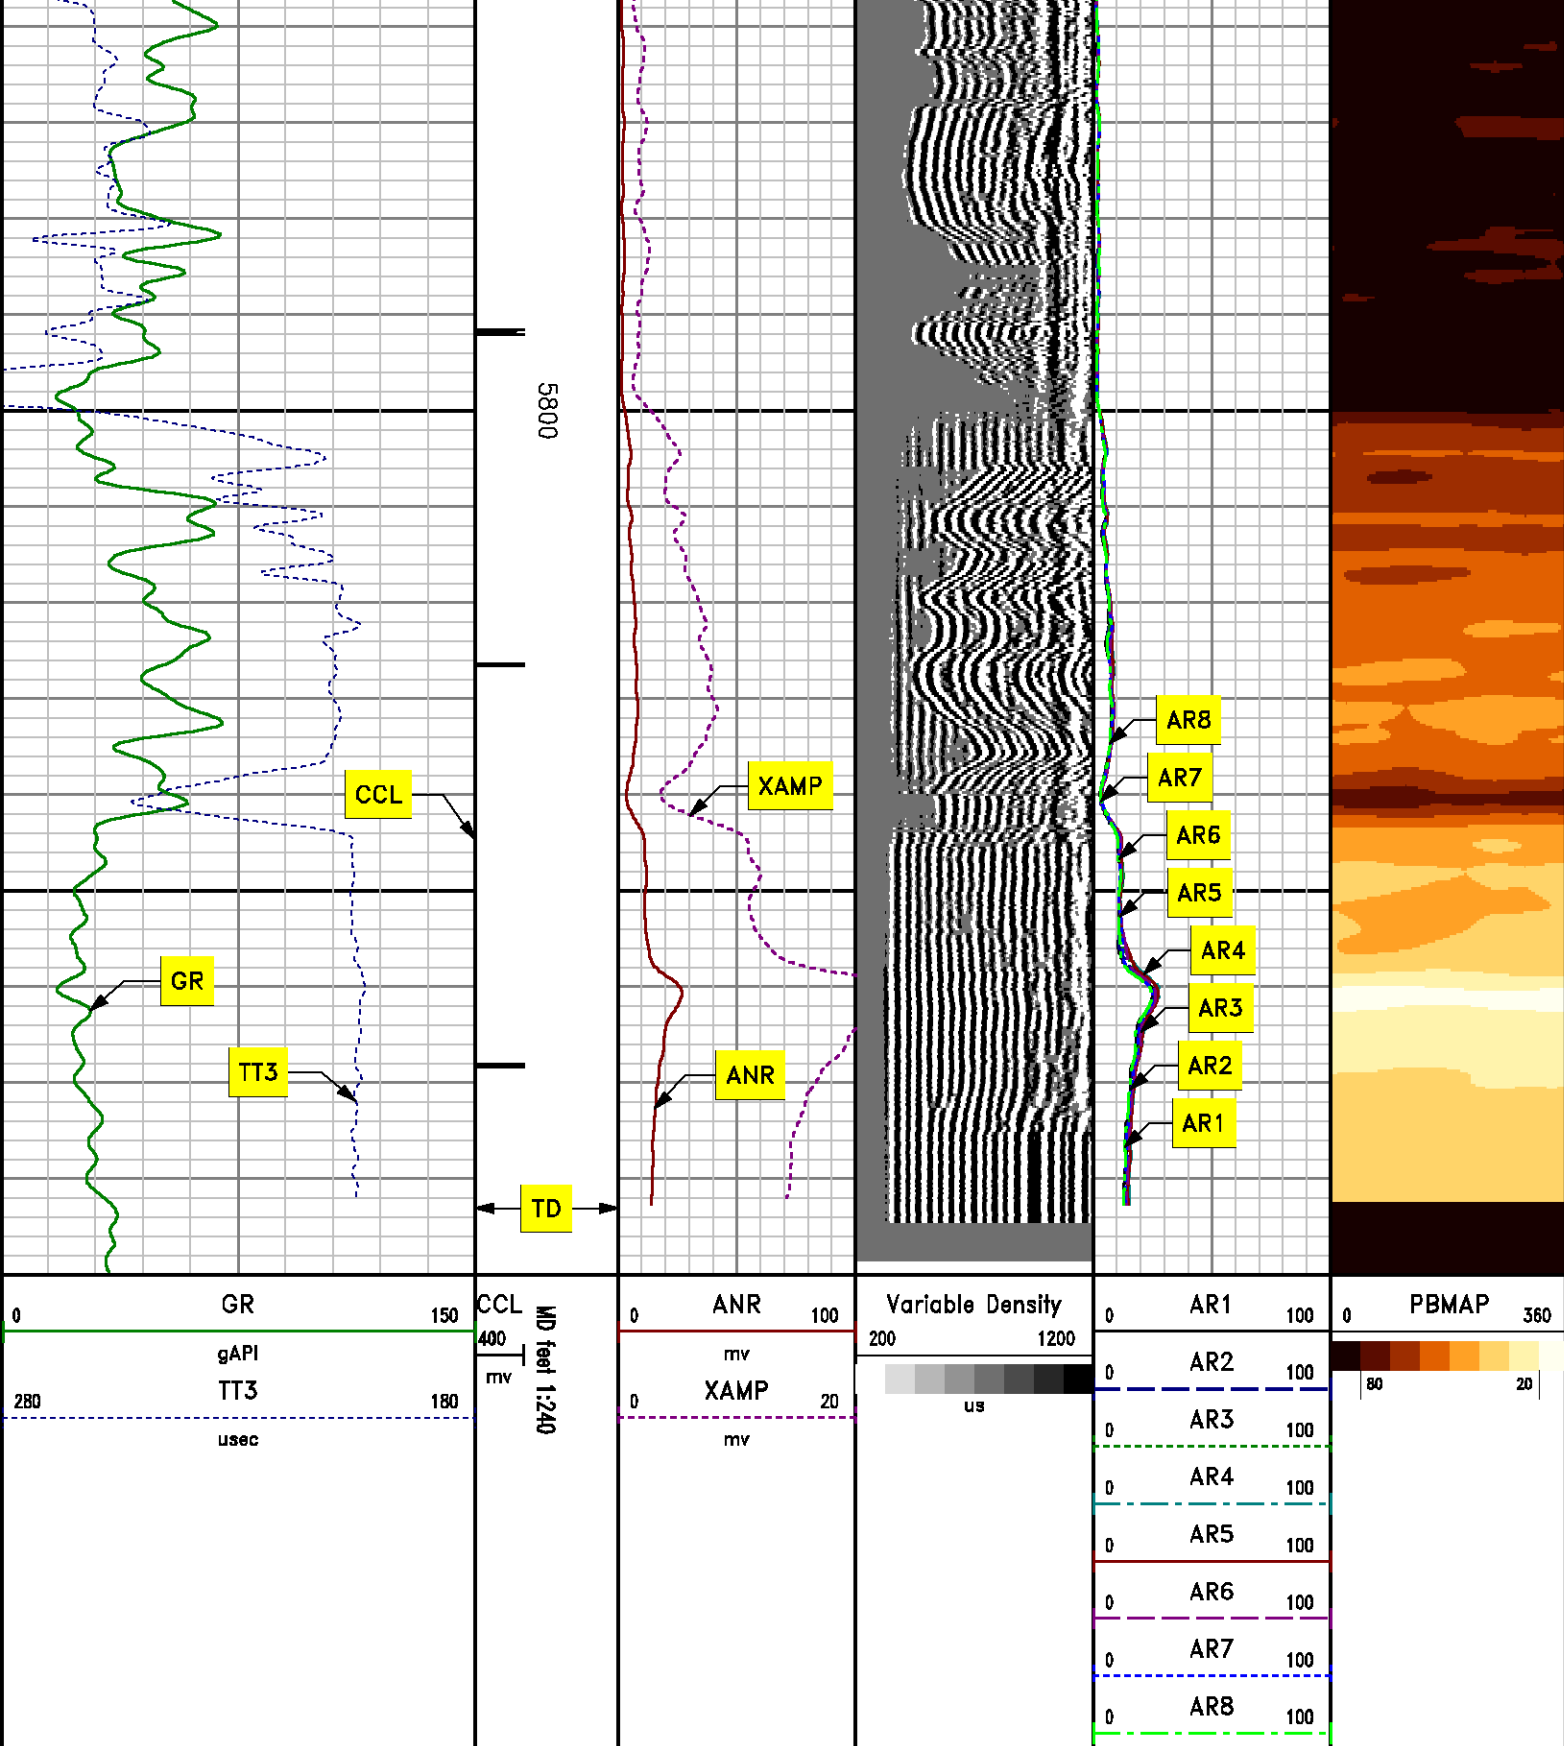 5800
AR8
AR7
CCL
XAMP
AR6
AR5
AR4
GR
AR3
TT3
ANR
AR2
AR1
TD
0 GR 150
gAPI
TT3
280 180
usec
CCL
400
mv
MD feet 1:240
0 ANR 100
mv
XAMP
0 20
mv
Variable Density
200 1200
us
0 AR1 100
AR2
0 100
AR3
0 100
AR4
0 100
AR5
0 100
AR6
0 100
AR7
0 100
AR8
0 100
0 PBMAP 360
80 20